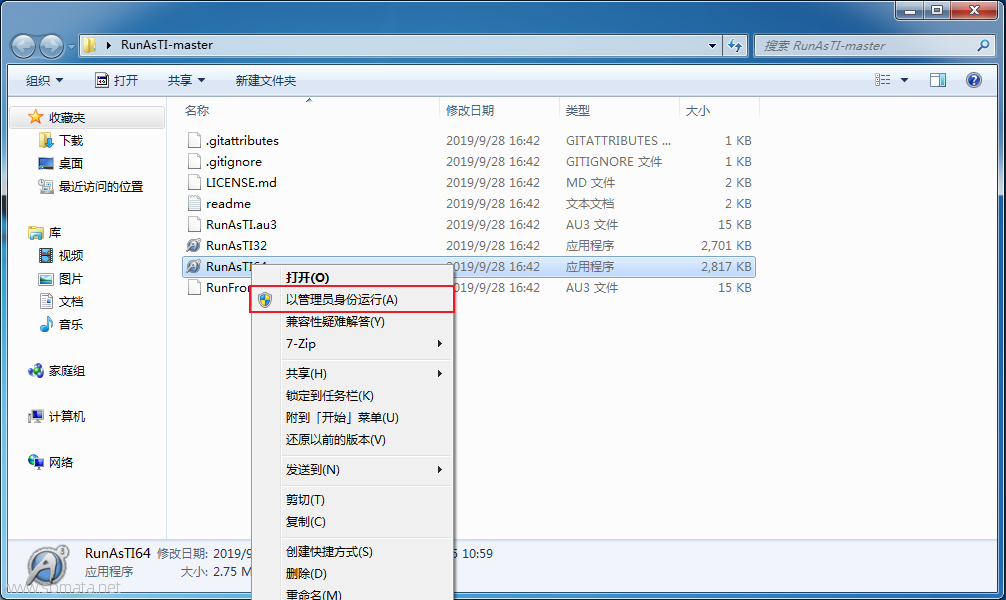 RunAsTI-master
搜索 RunAsTI-master
组织 打开 共享 新建文件夹
收藏夹
下载
桌面
最近访问的位置
库
视频
图片
文档
音乐
家庭组
计算机
网络
名称 修改日期 类型 大小
.gitattributes 2019/9/28 16:42 GITATTRIBUTES ... 1 KB
.gitignore 2019/9/28 16:42 GITIGNORE 文件 1 KB
LICENSE.md 2019/9/28 16:42 MD 文件 2 KB
readme 2019/9/28 16:42 文本文档 2 KB
RunAsTI.au3 2019/9/28 16:42 AU3 文件 15 KB
RunAsTI32 2019/9/28 16:42 应用程序 2,701 KB
RunAsTI64 2019/9/28 16:42 应用程序 2,817 KB
RunFro 2019/9/28 16:42 AU3 文件 15 KB
打开(O)
以管理员身份运行(A)
兼容性疑难解答(Y)
7-Zip
共享(H)
锁定到任务栏(K)
附到「开始」菜单(U)
还原以前的版本(V)
发送到(N)
剪切(T)
复制(C)
创建快捷方式(S)
删除(D)
重命名(M)
RunAsTI64 修改日期: 2019/9 10:59
应用程序 大小: 2.75 M
www.shmata.net